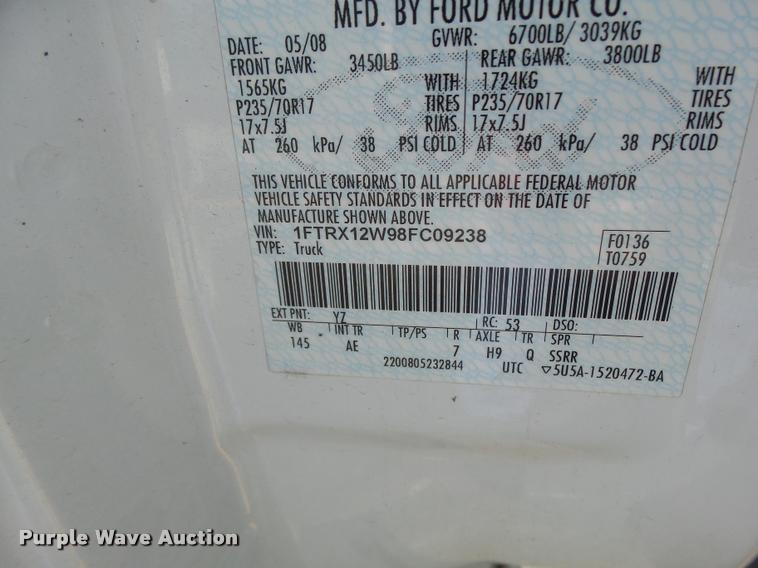 MFD. BY FORD MOTOR CO.
DATE: 05/08 GVWR: 6700LB/ 3039KG
FRONT GAWR: 3450LB REAR GAWR: 3800LB
1565KG WITH 1724KG WITH
P235/70R17 TIRES P235/70R17 TIRES
17x7.5J RIMS 17x7.5J RIMS
AT 260 kPa/ 38 PSI COLD AT 260 kPa/ 38 PSI COLD
THIS VEHICLE CONFORMS TO ALL APPLICABLE FEDERAL MOTOR
VEHICLE SAFETY STANDARDS IN EFFECT ON THE DATE OF
MANUFACTURE SHOWN ABOVE.
VIN: 1FTRX12W98FC09238 F0136
TYPE: Truck T0759
EXT PNT: YZ RC: 53 DSO:
WB INT TR TP/PS R AXLE TR SPR
145 AE 7 H9 Q SSRR
2200805232844 UTC ▽5U5A-1520472-BA
Purple Wave Auction